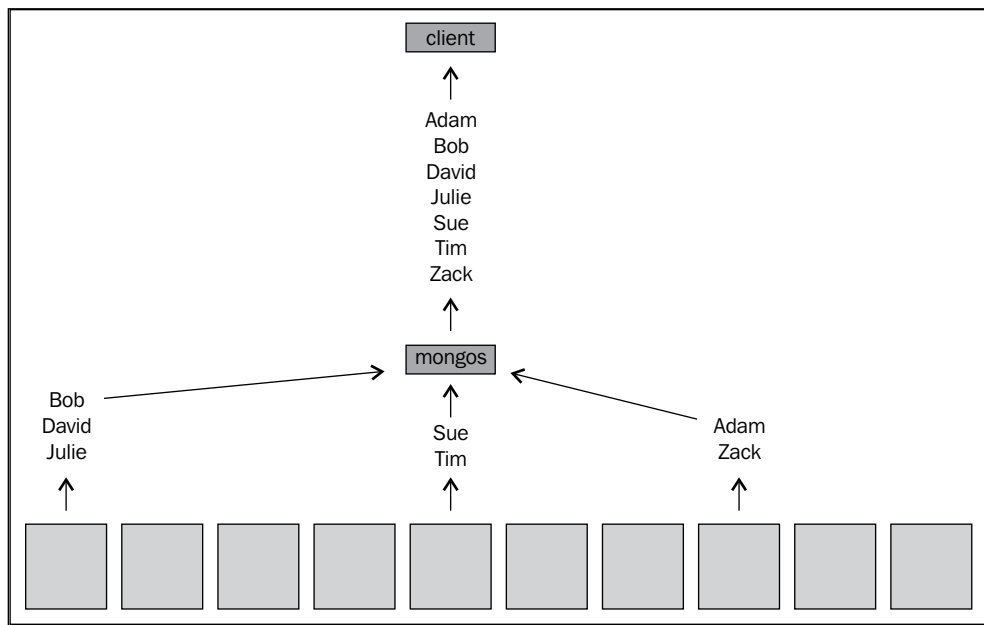 client
Adam
Bob
David
Julie
Sue
Tim
Zack
mongos
Bob
David
Julie
Sue
Tim
Adam
Zack